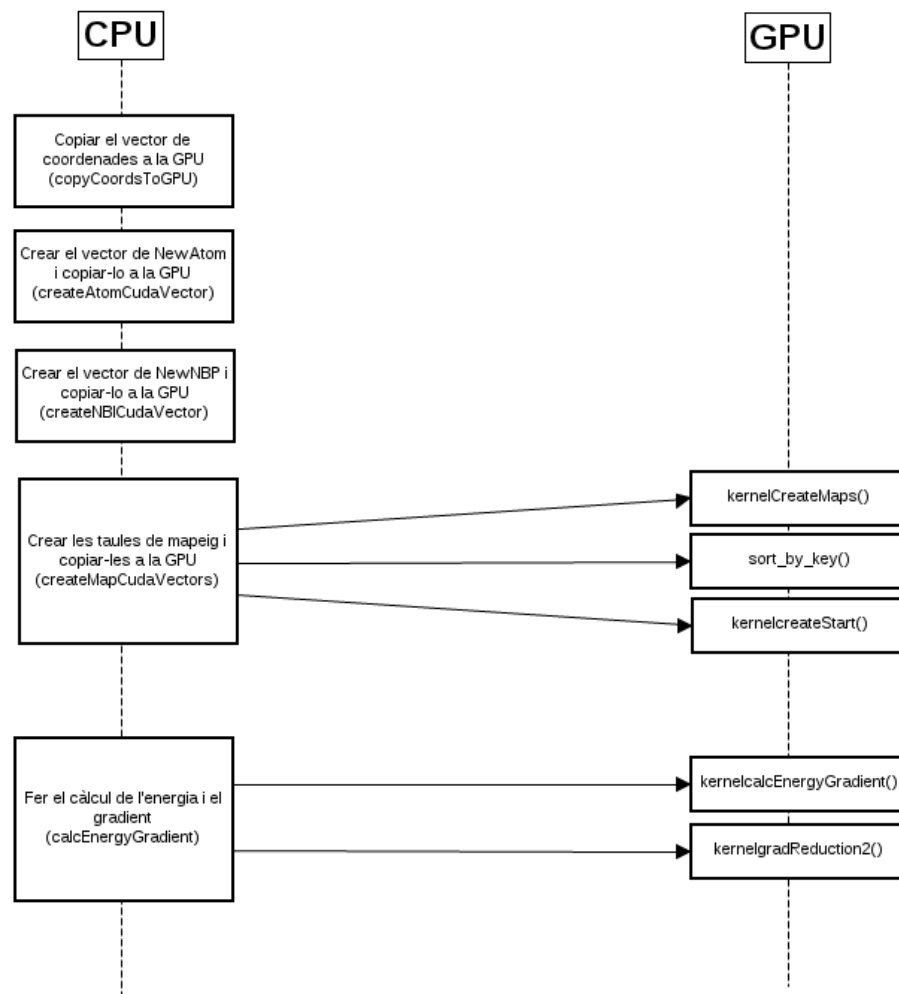 CPU
GPU
Copiar el vector de
coordenades a la GPU
(copyCoordsToGPU)
Crear el vector de NewAtom
i copiar-lo a la GPU
(createAtomCudaVector)
Crear el vector de NewNBP i
copiar-lo a la GPU
(createNBlCudaVector)
Crear les taules de mapeig i
copiar-les a la GPU
(createMapCudaVectors)
kernelCreateMaps()
sort_by_key()
kernelcreateStart()
Fer el càlcul de l'energia i el
gradient
(calcEnergyGradient)
kernelcalcEnergyGradient()
kernelgradReduction2()